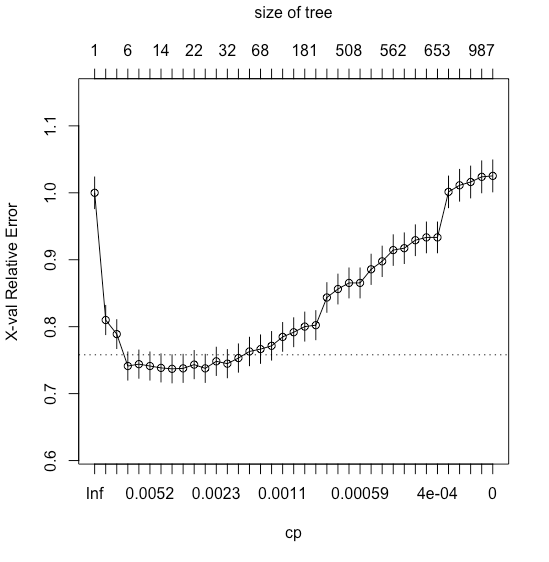 size of tree
1 6 14 22 32 68 181 508 562 653 987
X-val Relative Error
1.1
1.0
0.9
0.8
0.7
0.6
Inf 0.0052 0.0023 0.0011 0.00059 4e-04 0
cp